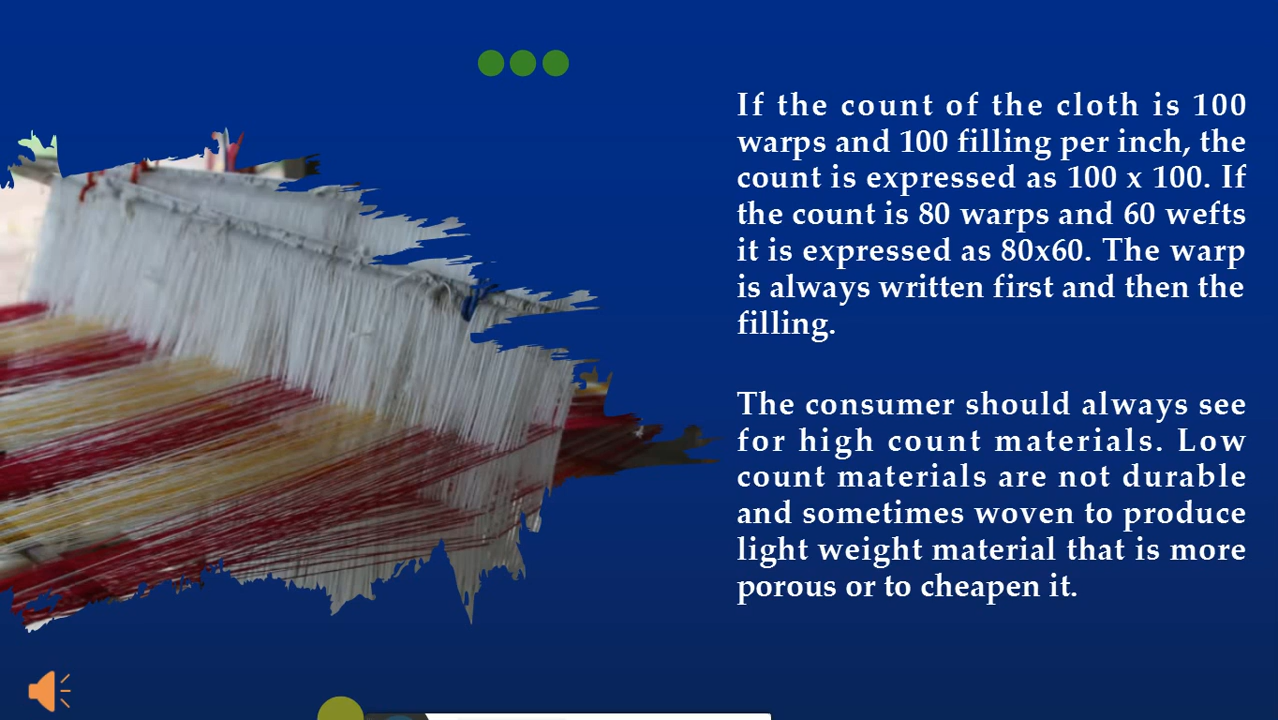 If the count of the cloth is 100
warps and 100 filling per inch, the
count is expressed as 100 x 100. If
the count is 80 warps and 60 wefts
it is expressed as 80x60. The warp
is always written first and then the
filling.
The consumer should always see
for high count materials. Low
count materials are not durable
and sometimes woven to produce
light weight material that is more
porous or to cheapen it.